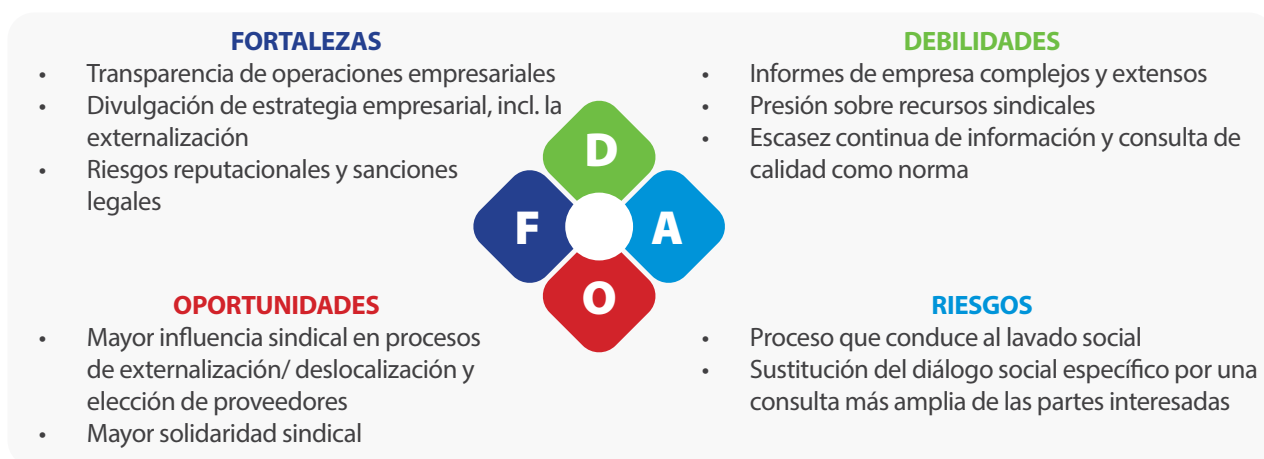 FORTALEZAS
• Transparencia de operaciones empresariales
• Divulgación de estrategia empresarial, incl. la
externalización
• Riesgos reputacionales y sanciones
legales
DEBILIDADES
• Informes de empresa complejos y extensos
• Presión sobre recursos sindicales
• Escasez continua de información y consulta de
calidad como norma
D
F
A
O
OPORTUNIDADES
• Mayor influencia sindical en procesos
de externalización/ deslocalización y
elección de proveedores
• Mayor solidaridad sindical
RIESGOS
• Proceso que conduce al lavado social
• Sustitución del diálogo social específico por una
consulta más amplia de las partes interesadas